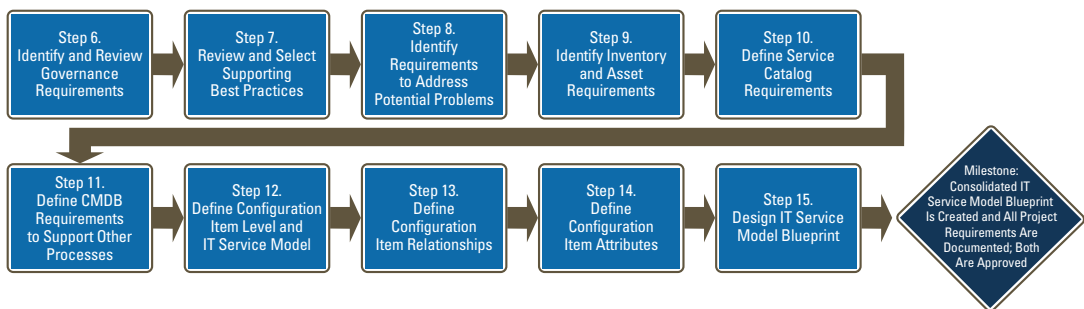 Step 6.
Identify and Review
Governance
Requirements
Step 7.
Review and Select
Supporting
Best Practices
Step 8.
Identify
Requirements
to Address
Potential Problems
Step 9.
Identify Inventory
and Asset
Requirements
Step 10.
Define Service
Catalog
Requirements
Step 11.
Define CMDB
Requirements
to Support Other
Processes
Step 12.
Define Configuration
Item Level and
IT Service Model
Step 13.
Define
Configuration
Item Relationships
Step 14.
Define
Configuration
Item Attributes
Step 15.
Design IT Service
Model Blueprint
Milestone:
Consolidated IT
Service Model Blueprint
Is Created and All Project
Requirements Are
Documented; Both
Are Approved